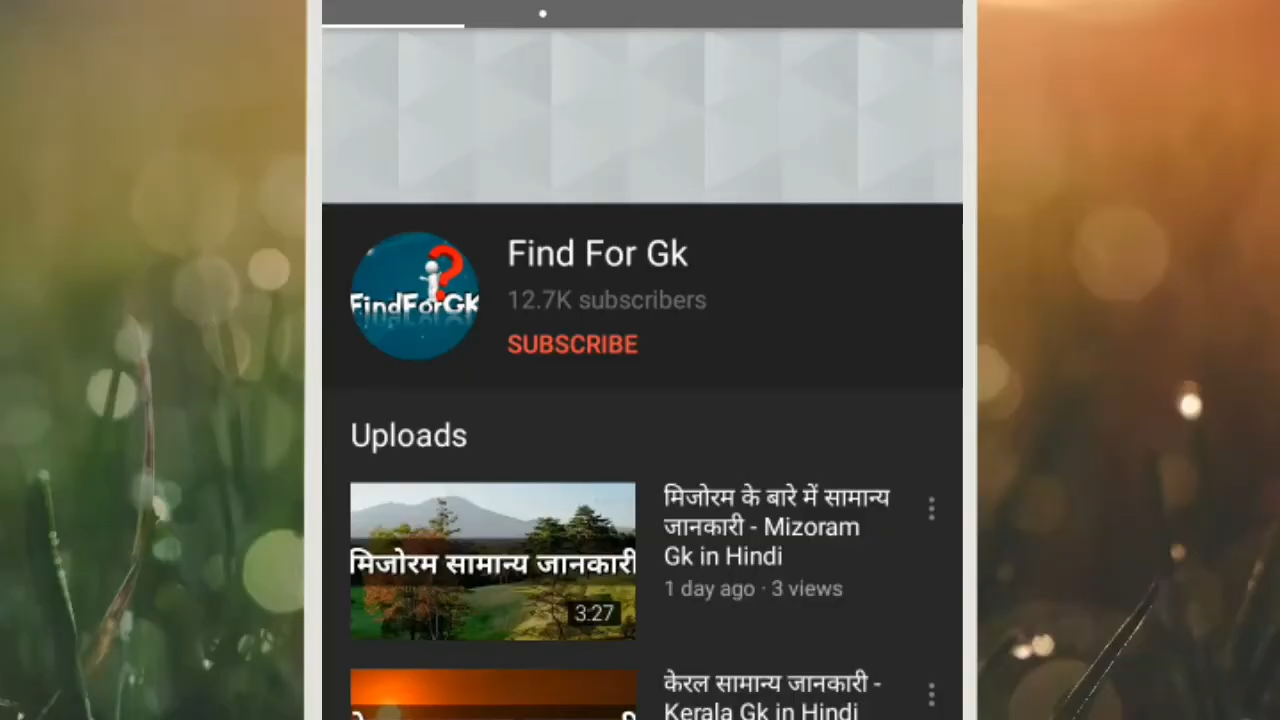 Find For Gk
?
FindForGK
12.7K subscribers
SUBSCRIBE
Uploads
मिजोरम के बारे में सामान्य
जानकारी - Mizoram
Gk in Hindi
1 day ago · 3 views
मिजोरम सामान्य जानकारी
3:27
केरल सामान्य जानकारी -
Kerala Gk in Hindi